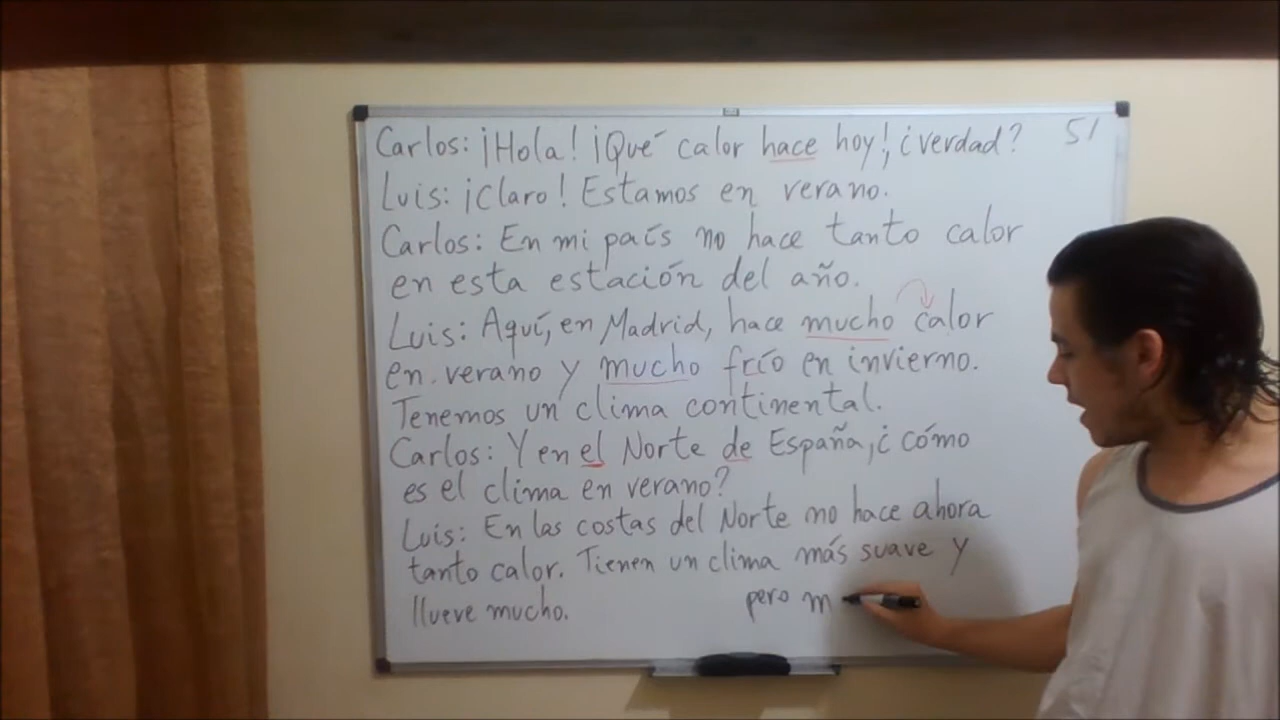 Carlos: ¡Hola! ¡Qué calor hace hoy!, ¿verdad? 51
Luis: ¡Claro! Estamos en verano.
Carlos: En mi país no hace tanto calor
en esta estación del año.
Luis: Aquí, en Madrid, hace mucho calor
en verano y mucho frío en invierno.
Tenemos un clima continental.
Carlos: Y en el Norte de España, ¿cómo
es el clima en verano?
Luis: En las costas del Norte no hace ahora
tanto calor. Tienen un clima más suave y
llueve mucho. pero m